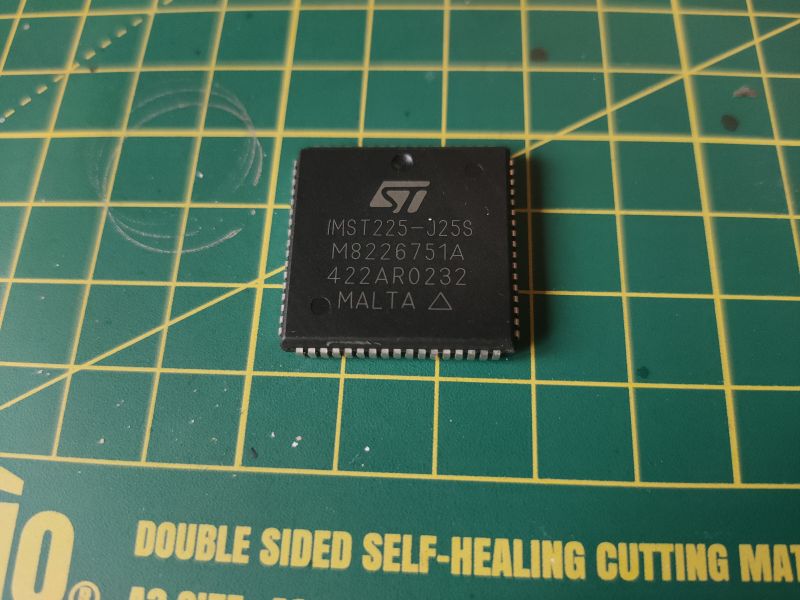 ST
IMST225-J25S
M8226751A
422AR0232
MALTA
DOUBLE SIDED SELF-HEALING CUTTING MAT